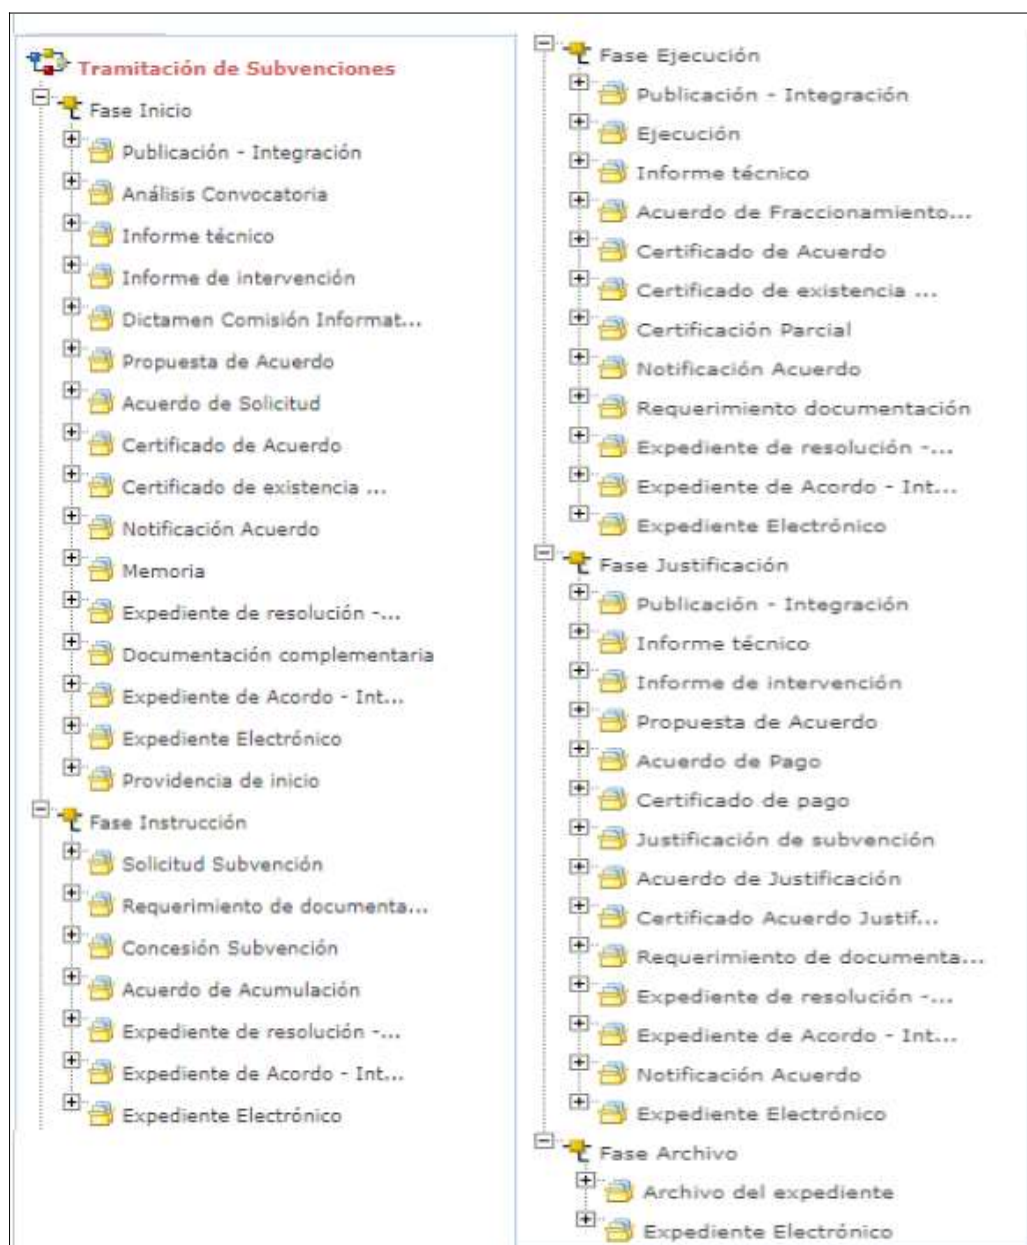 Tramitación de Subvenciones
Fase Inicio
Publicación - Integración
Análisis Convocatoria
Informe técnico
Informe de intervención
Dictamen Comisión Informat...
Propuesta de Acuerdo
Acuerdo de Solicitud
Certificado de Acuerdo
Certificado de existencia ...
Notificación Acuerdo
Memoria
Expediente de resolución -...
Documentación complementaria
Expediente de Acordo - Int...
Expediente Electrónico
Providencia de inicio
Fase Instrucción
Solicitud Subvención
Requerimiento de documenta...
Concesión Subvención
Acuerdo de Acumulación
Expediente de resolución -...
Expediente de Acordo - Int...
Expediente Electrónico
Fase Ejecución
Publicación - Integración
Ejecución
Informe técnico
Acuerdo de Fraccionamiento...
Certificado de Acuerdo
Certificado de existencia ...
Certificación Parcial
Notificación Acuerdo
Requerimiento documentación
Expediente de resolución -...
Expediente de Acordo - Int...
Expediente Electrónico
Fase Justificación
Publicación - Integración
Informe técnico
Informe de intervención
Propuesta de Acuerdo
Acuerdo de Pago
Certificado de pago
Justificación de subvención
Acuerdo de Justificación
Certificado Acuerdo Justif...
Requerimiento de documenta...
Expediente de resolución -...
Expediente de Acordo - Int...
Notificación Acuerdo
Expediente Electrónico
Fase Archivo
Archivo del expediente
Expediente Electrónico